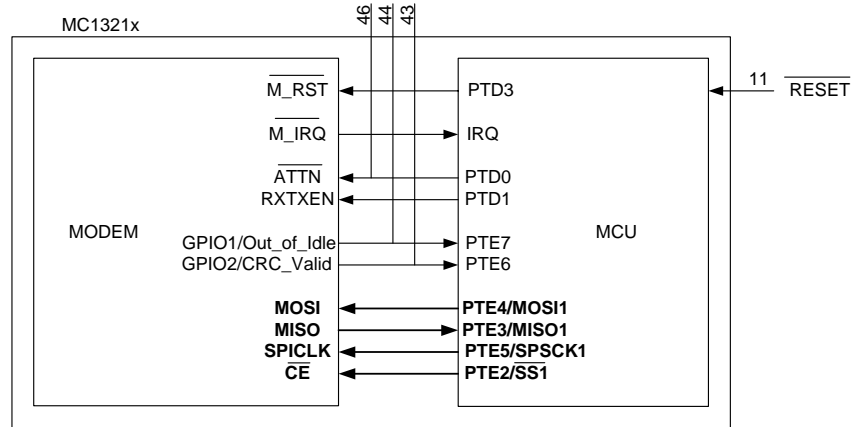 46 44 43
MC1321x
M_RST PTD3 11 RESET
M_IRQ IRQ
ATTN PTD0
RXTXEN PTD1
MODEM MCU
GPIO1/Out_of_Idle PTE7
GPIO2/CRC_Valid PTE6
MOSI PTE4/MOSI1
MISO PTE3/MISO1
SPICLK PTE5/SPSCK1
CE PTE2/SS1